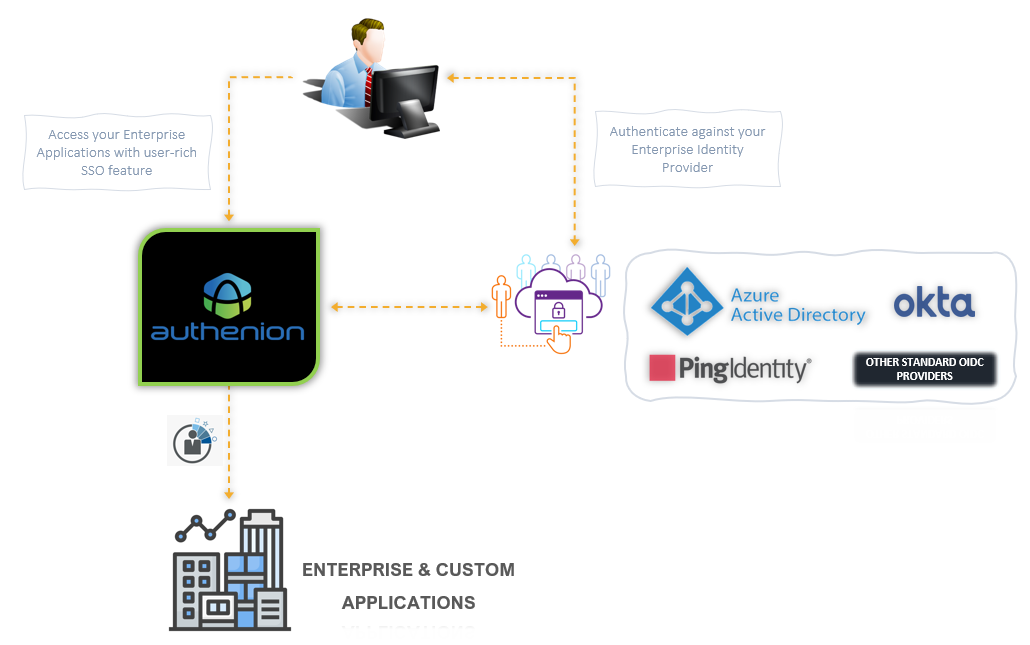 Access your Enterprise
Applications with user-rich
SSO feature
Authenticate against your
Enterprise Identity
Provider
authenion
Azure
Active Directory
okta
PingIdentity®
OTHER STANDARD OIDC
PROVIDERS
ENTERPRISE & CUSTOM
APPLICATIONS